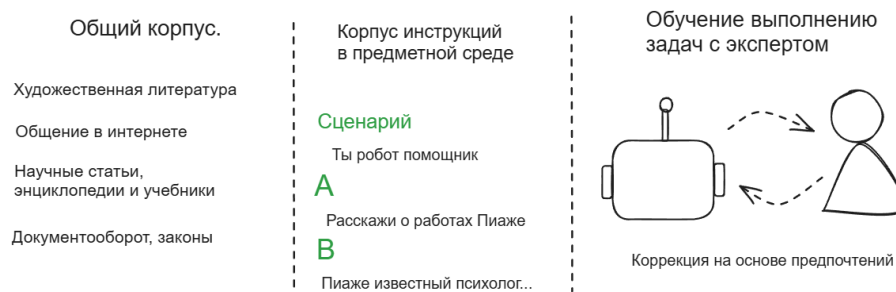 Общий корпус.
Художественная литература
Общение в интернете
Научные статьи,
энциклопедии и учебники
Документооборот, законы
Корпус инструкций
в предметной среде
Сценарий
Ты робот помощник
A
Расскажи о работах Пиаже
B
Пиаже известный психолог...
Обучение выполнению
задач с экспертом
Коррекция на основе предпочтений